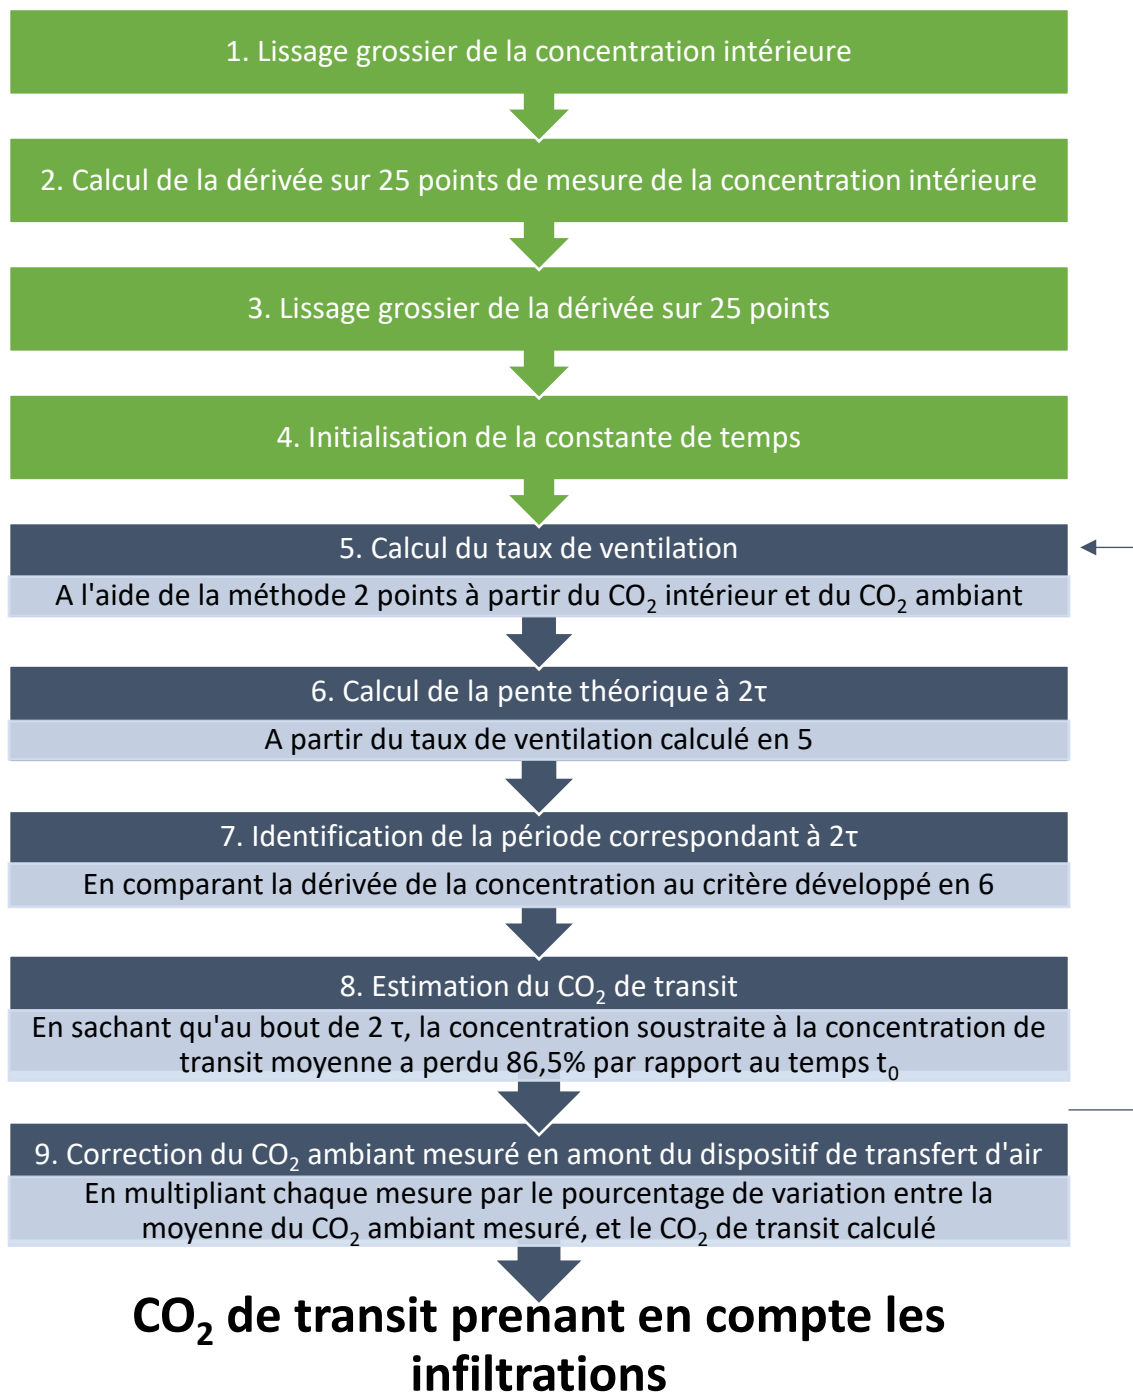 1. Lissage grossier de la concentration intérieure
2. Calcul de la dérivée sur 25 points de mesure de la concentration intérieure
3. Lissage grossier de la dérivée sur 25 points
4. Initialisation de la constante de temps
5. Calcul du taux de ventilation
A l'aide de la méthode 2 points à partir du CO₂ intérieur et du CO₂ ambiant
6. Calcul de la pente théorique à 2τ
A partir du taux de ventilation calculé en 5
7. Identification de la période correspondant à 2τ
En comparant la dérivée de la concentration au critère développé en 6
8. Estimation du CO₂ de transit
En sachant qu'au bout de 2 τ, la concentration soustraite à la concentration de
transit moyenne a perdu 86,5% par rapport au temps t₀
9. Correction du CO₂ ambiant mesuré en amont du dispositif de transfert d'air
En multipliant chaque mesure par le pourcentage de variation entre la
moyenne du CO₂ ambiant mesuré, et le CO₂ de transit calculé
CO₂ de transit prenant en compte les
infiltrations